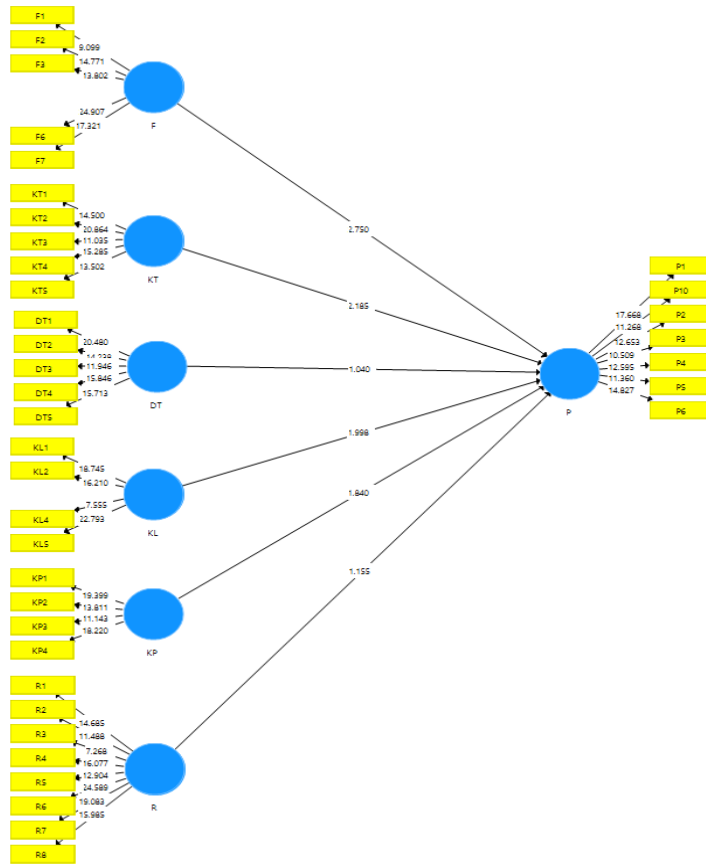 F1
F2
F3
F6
F7
9.099
14.771
13.802
24.907
17.321
F
KT1
KT2
KT3
KT4
KT5
14.500
20.864
11.035
15.285
13.502
KT
DT1
DT2
DT3
DT4
DT5
20.480
11.946
15.846
15.713
DT
KL1
KL2
KL4
KL5
18.745
16.210
7.555
22.793
KL
KP1
KP2
KP3
KP4
19.399
13.811
11.143
18.220
KP
R1
R2
R3
R4
R5
R6
R7
R8
14.685
11.488
7.268
16.077
12.904
24.589
19.083
15.985
R
2.750
2.185
1.040
1.998
1.840
1.155
P
17.668
11.268
12.653
10.509
12.595
11.360
14.827
P1
P10
P2
P3
P4
P5
P6